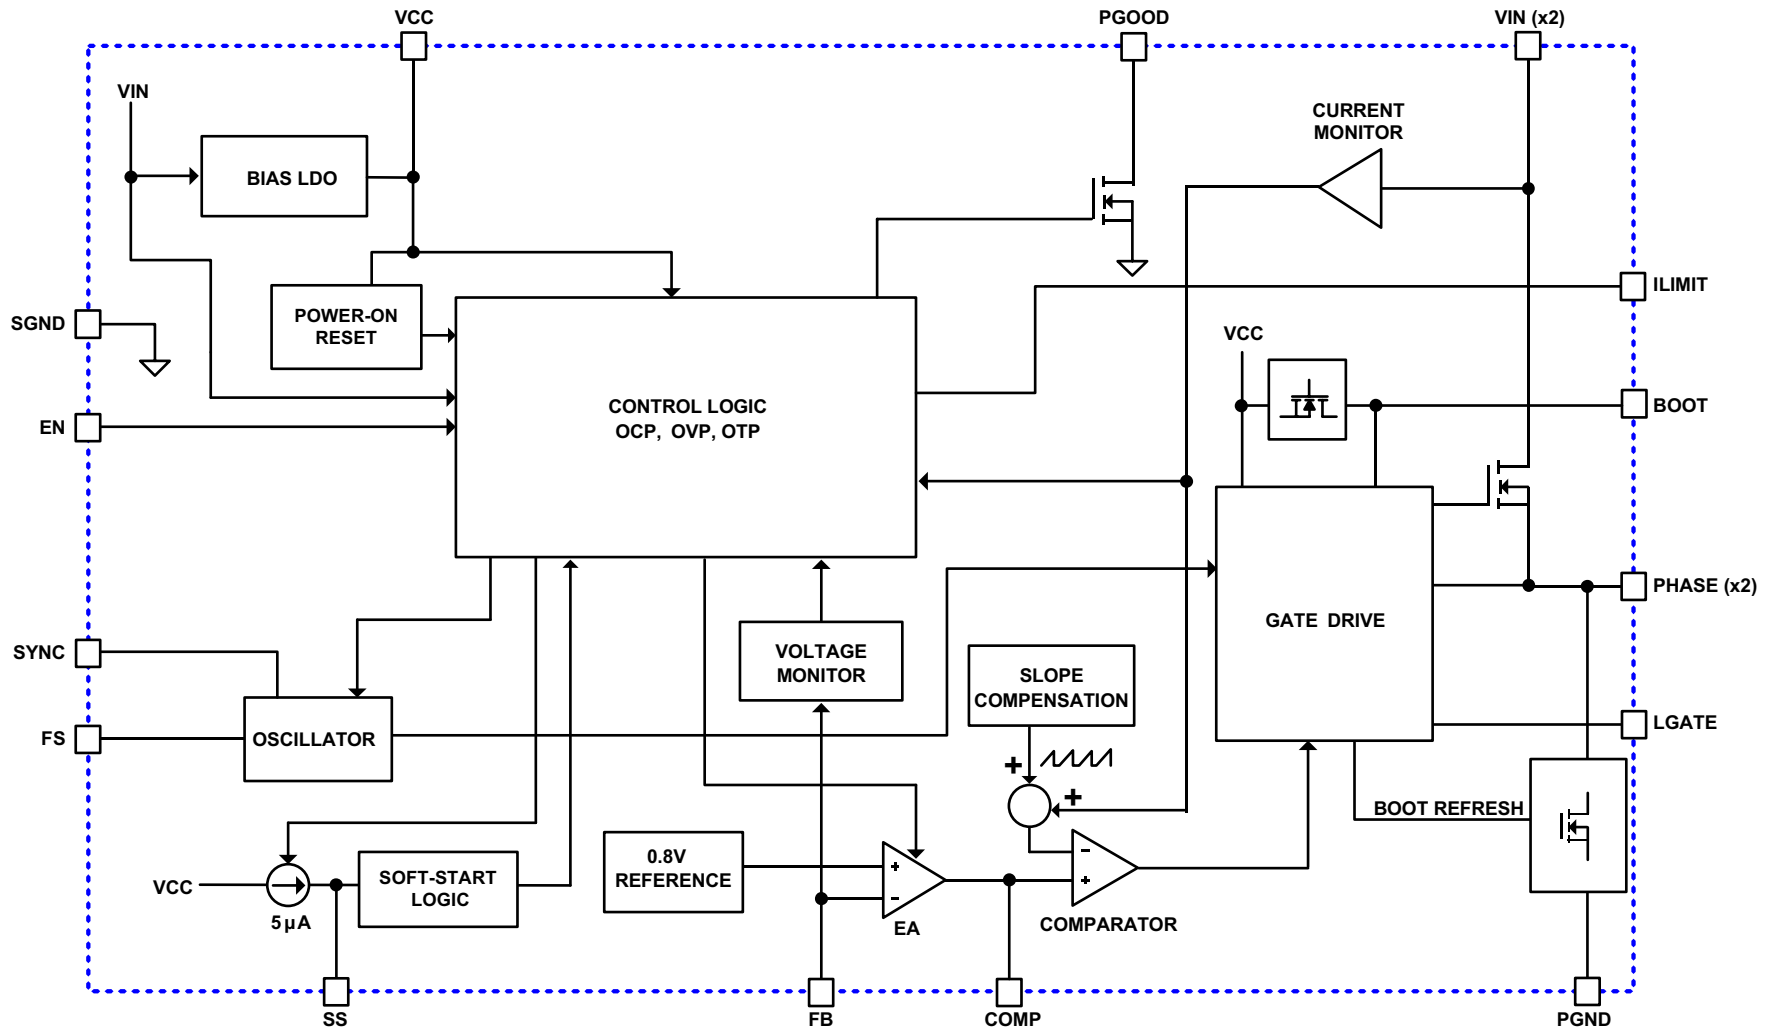 VCC
PGOOD
VIN (x2)
VIN
CURRENT
MONITOR
BIAS LDO
ILIMIT
POWER-ON
RESET
SGND
VCC
CONTROL LOGIC
OCP, OVP, OTP
BOOT
EN
PHASE (x2)
GATE DRIVE
SYNC
VOLTAGE
MONITOR
SLOPE
COMPENSATION
FS
OSCILLATOR
LGATE
+
+
BOOT REFRESH
0.8V
REFERENCE
+
-
EA
-
+
COMPARATOR
VCC
5µA
SOFT-START
LOGIC
SS
FB
COMP
PGND